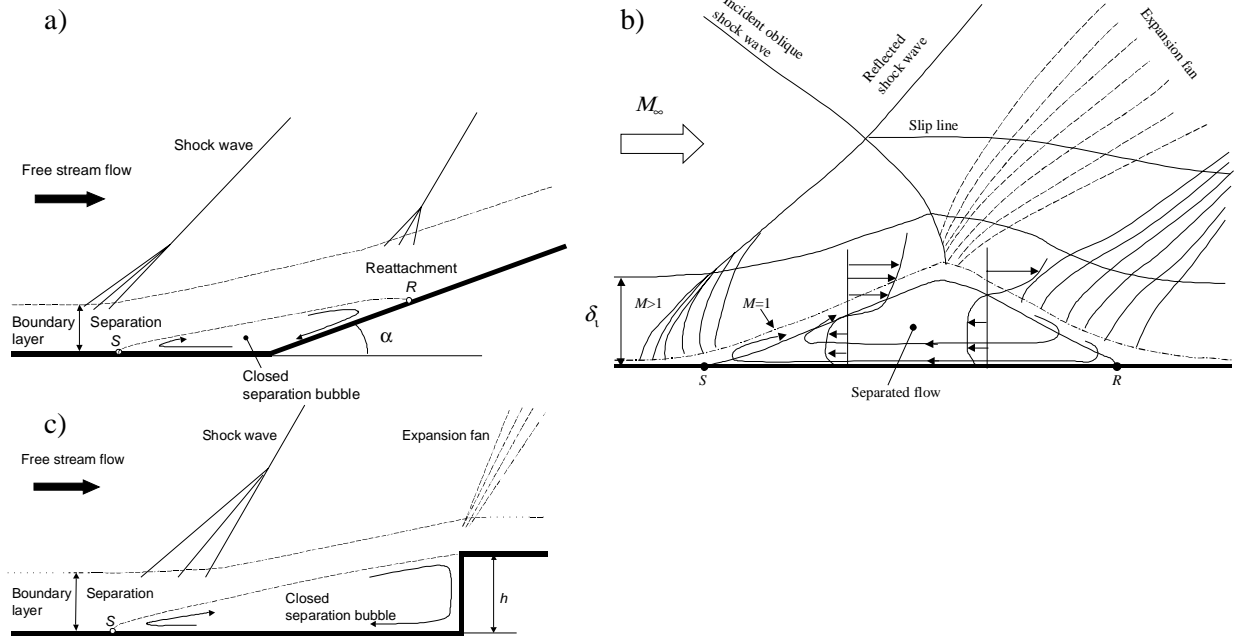 a)
Shock wave
Free stream flow
Reattachment
R
Boundary
layer
Separation
S
α
Closed
separation bubble
b)
Incident oblique
shock wave
Reflected
shock wave
Expansion
fan
M∞
Slip line
δι
M>1
M=1
S
Separated flow
R
c)
Shock wave
Expansion fan
Free stream flow
Boundary
layer
Separation
S
Closed
separation bubble
h